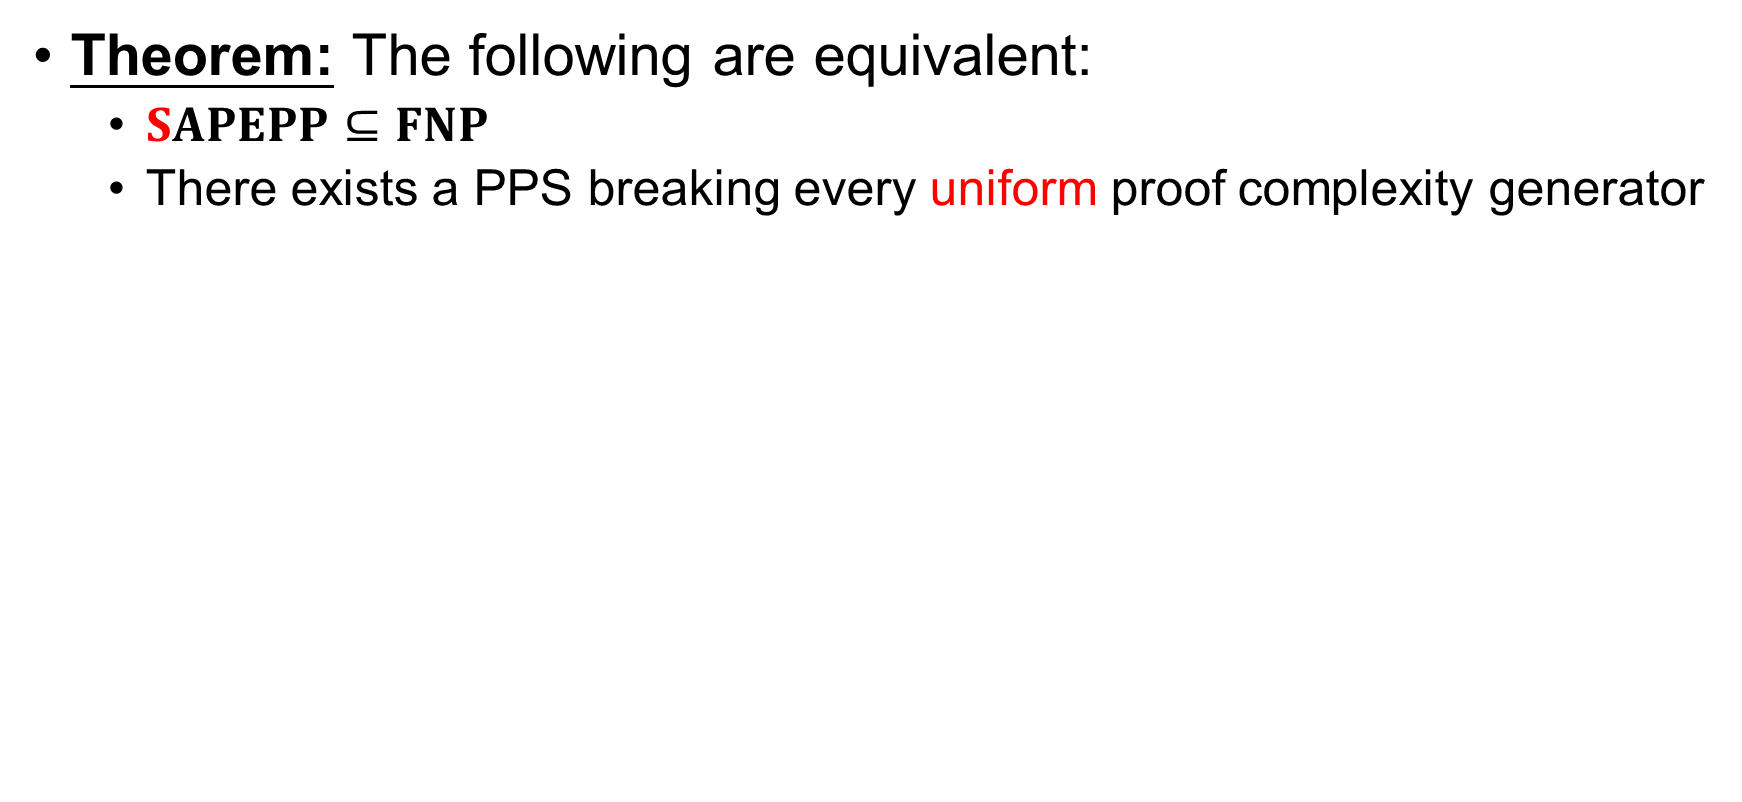 • Theorem: The following are equivalent:
• SAPEPP ⊆ FNP
• There exists a PPS breaking every uniform proof complexity generator